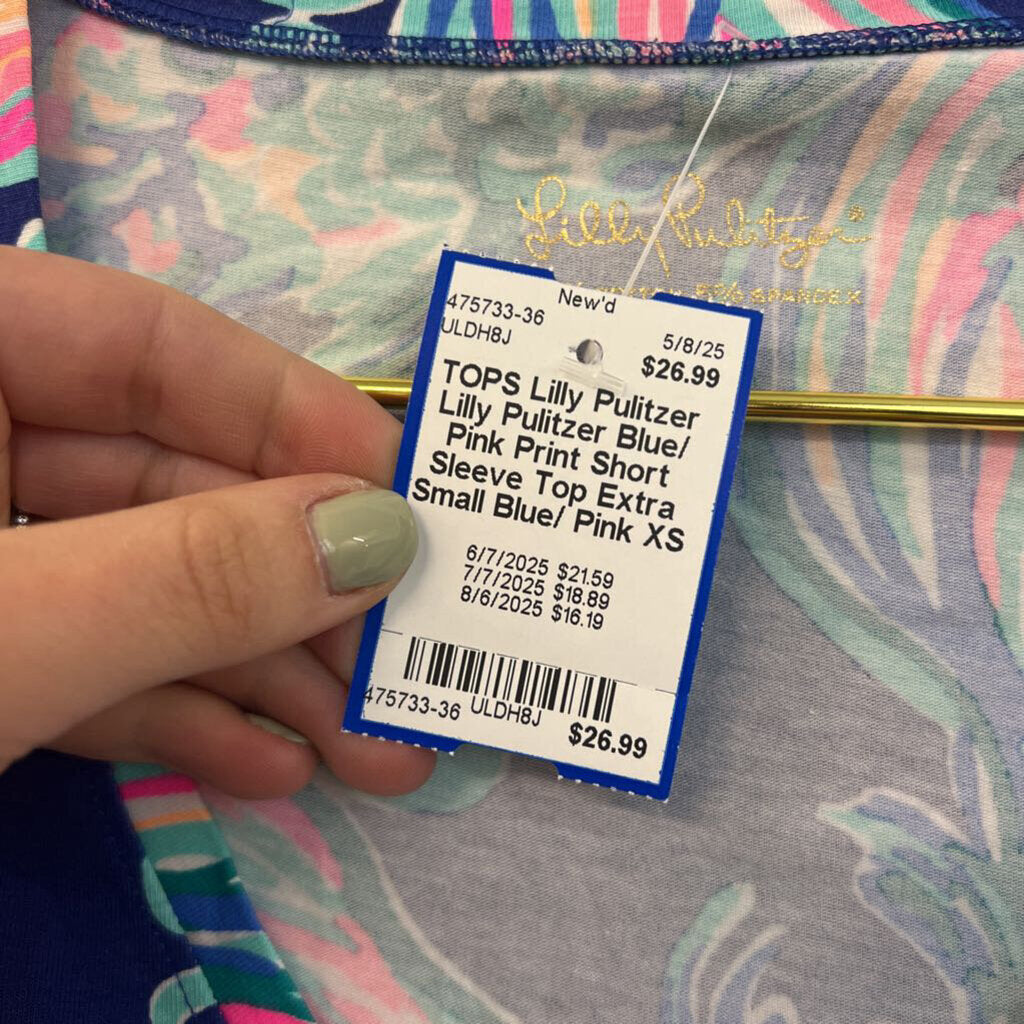 Lilly Pulitzer®
5% SPANDEX
New'd
475733-36
ULDH8J
5/8/25
$26.99
TOPS Lilly Pulitzer
Lilly Pulitzer Blue/
Pink Print Short
Sleeve Top Extra
Small Blue/ Pink XS
6/7/2025 $21.59
7/7/2025 $18.89
8/6/2025 $16.19
475733-36 ULDH8J $26.99